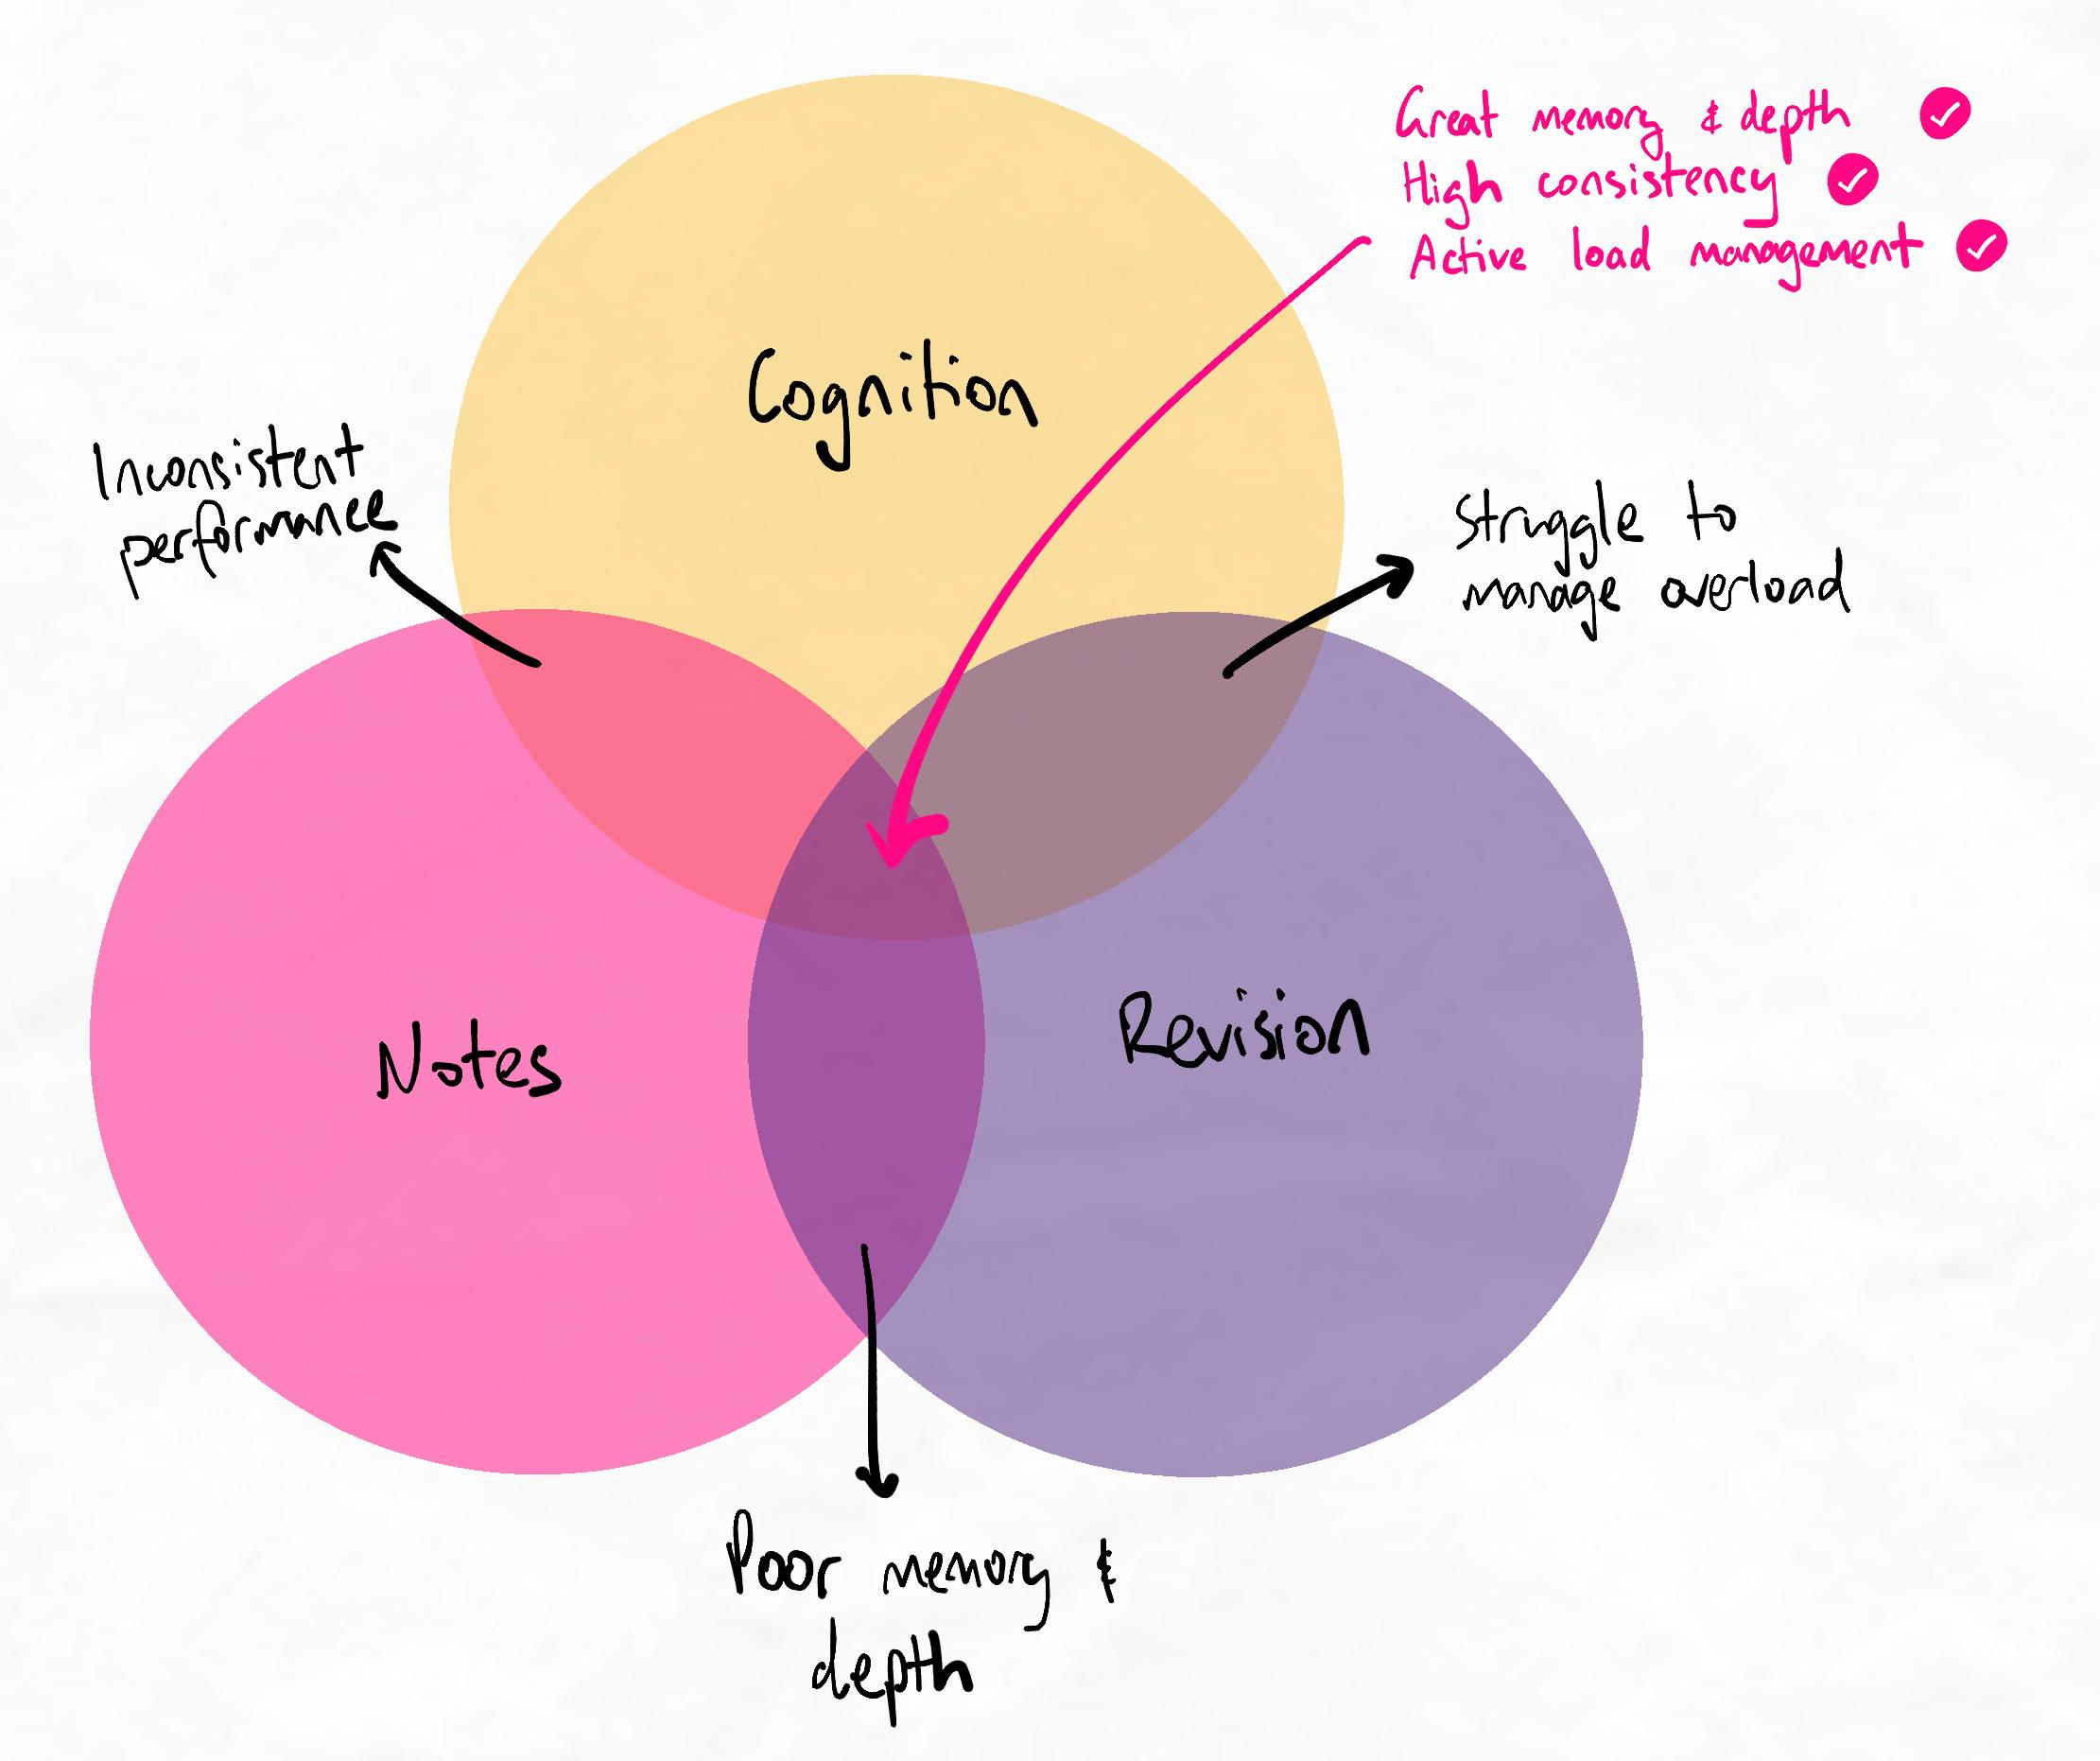 Great memory & depth
High consistency
Active load management
Cognition
Inconsistent
performance
Struggle to
manage overload
Notes
Revision
Poor memory &
depth